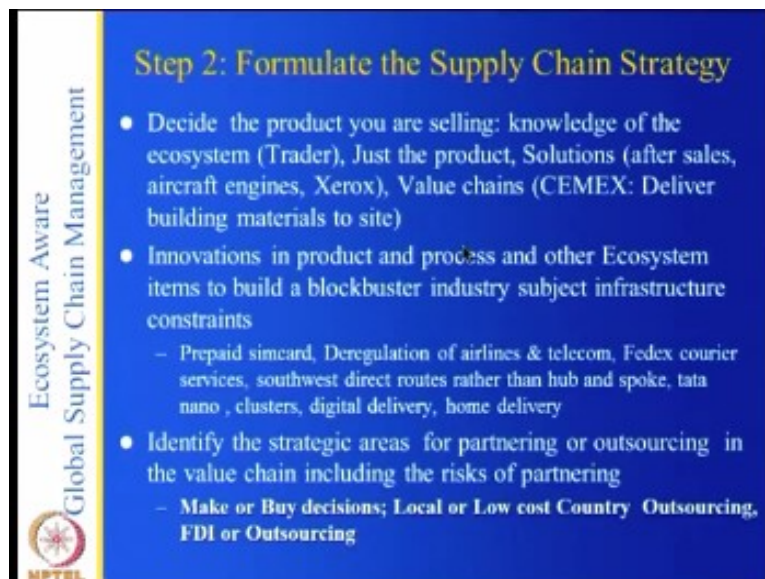 Step 2: Formulate the Supply Chain Strategy
Decide the product you are selling: knowledge of the
ecosystem (Trader), Just the product, Solutions (after sales,
aircraft engines, Xerox), Value chains (CEMEX: Deliver
building materials to site)
Innovations in product and process and other Ecosystem
items to build a blockbuster industry subject infrastructure
constraints
– Prepaid simcard, Deregulation of airlines & telecom, Fedex courier
services, southwest direct routes rather than hub and spoke, tata
nano , clusters, digital delivery, home delivery
Identify the strategic areas for partnering or outsourcing in
the value chain including the risks of partnering
– Make or Buy decisions; Local or Low cost Country Outsourcing,
FDI or Outsourcing
Ecosystem Aware
Global Supply Chain Management
NPTEL